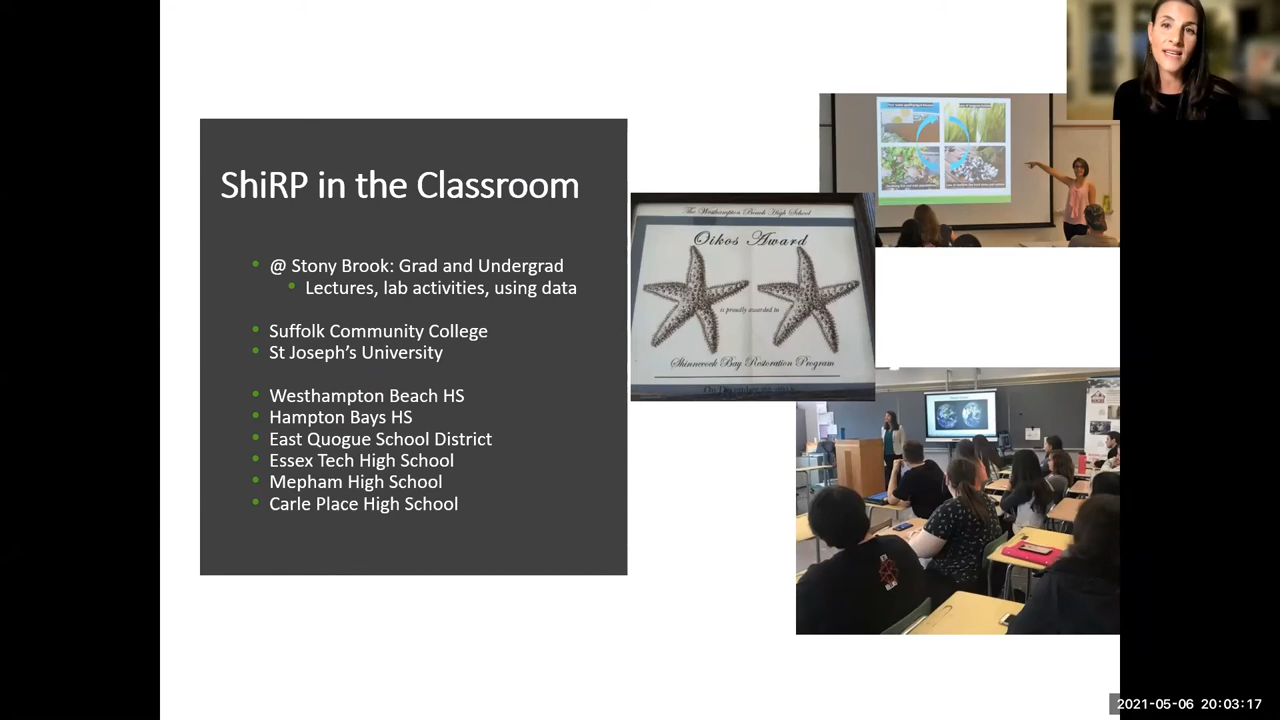 ShiRP in the Classroom
@ Stony Brook: Grad and Undergrad
Lectures, lab activities, using data
Suffolk Community College
St Joseph’s University
Westhampton Beach HS
Hampton Bays HS
East Quogue School District
Essex Tech High School
Mepham High School
Carle Place High School
The Westhampton Beach High School
Oikos Award
is proudly awarded to
Shinnecock Bay Restoration Program
2021-05-06 20:03:17